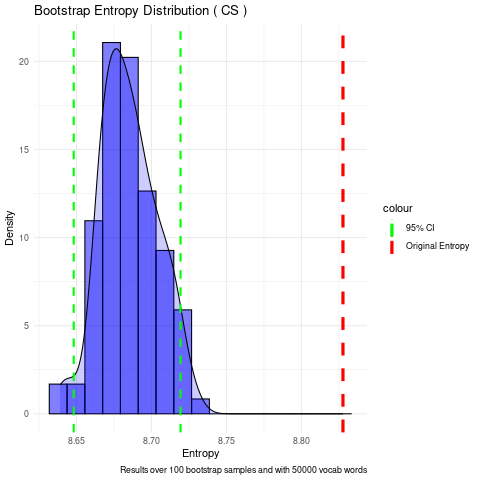 Bootstrap Entropy Distribution ( CS )
Density
20
15
10
5
0
8.65
8.70
8.75
8.80
Entropy
colour
95% CI
Original Entropy
Results over 100 bootstrap samples and with 50000 vocab words